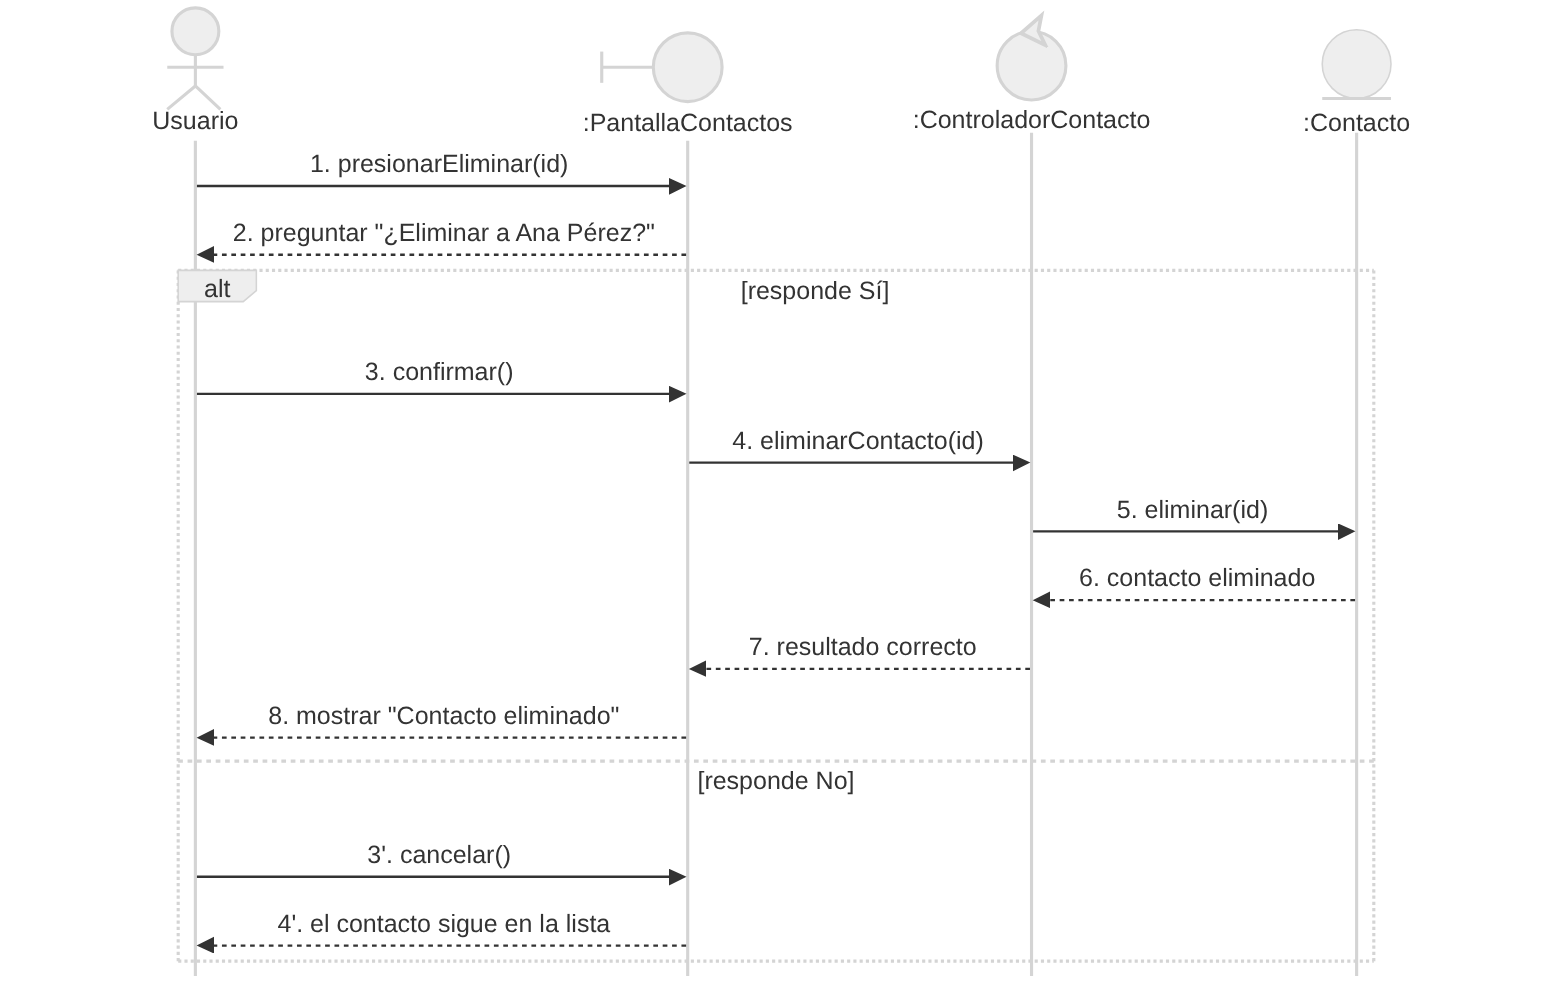 Usuario
:PantallaContactos
:ControladorContacto
:Contacto
1. presionarEliminar(id)
2. preguntar "¿Eliminar a Ana Pérez?"
alt
[responde Sí]
3. confirmar()
4. eliminarContacto(id)
5. eliminar(id)
6. contacto eliminado
7. resultado correcto
8. mostrar "Contacto eliminado"
[responde No]
3'. cancelar()
4'. el contacto sigue en la lista